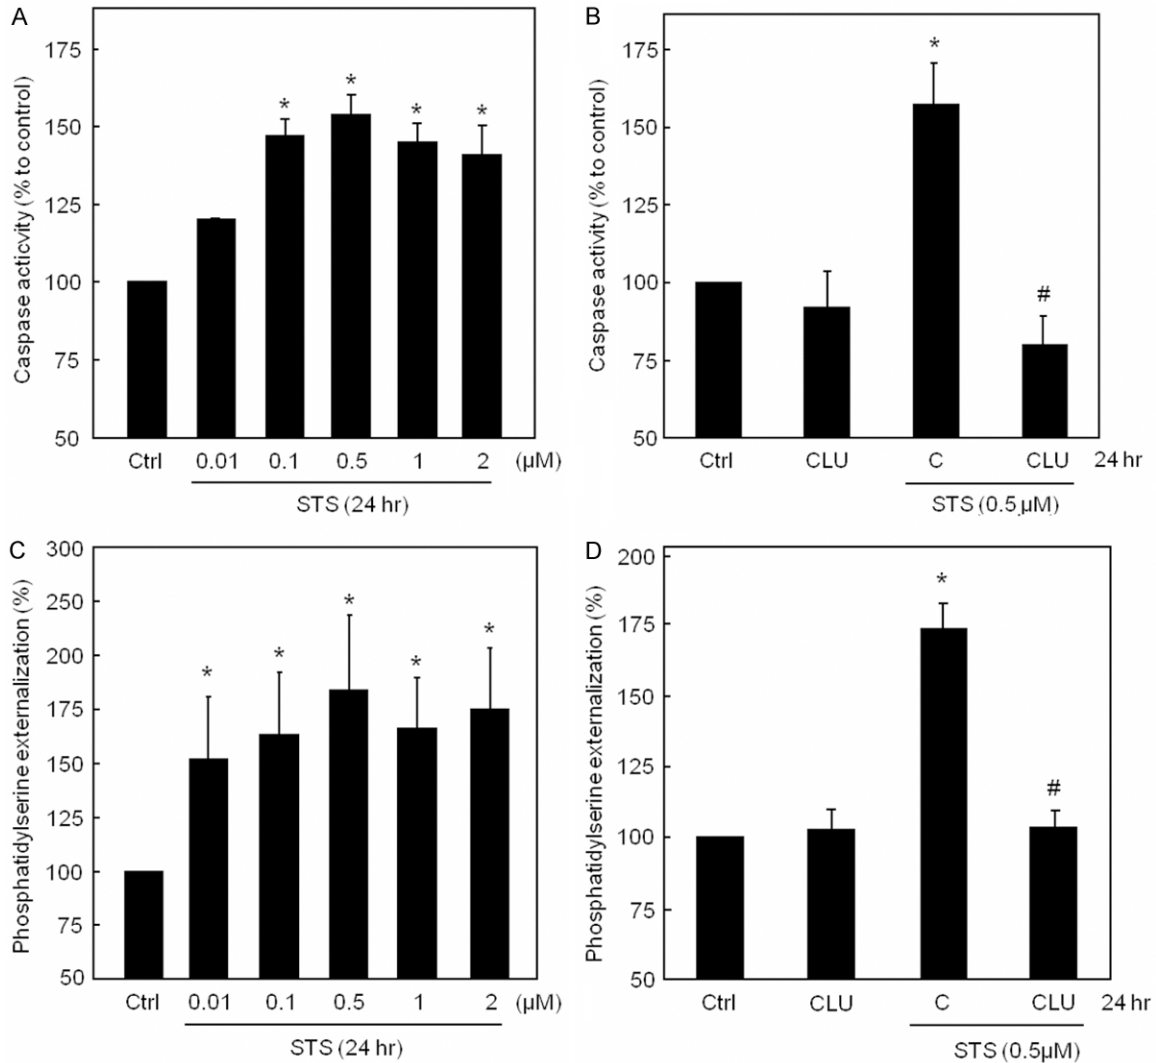 A
Caspase acticvity (% to control)
175
150
125
100
75
50
* * * * *
Ctrl 0.01 0.1 0.5 1 2 (µM)
STS (24 hr)
B
Caspase activity (% to control)
175
150
125
100
75
50
*
#
Ctrl CLU C CLU 24 hr
STS (0.5 µM)
C
Phosphatidylserine externalization (%)
300
250
200
175
150
125
100
75
50
* * * * *
Ctrl 0.01 0.1 0.5 1 2 (µM)
STS (24 hr)
D
Phosphatidylserine externalization (%)
200
175
150
125
100
75
50
*
#
Ctrl CLU C CLU 24 hr
STS (0.5µM)